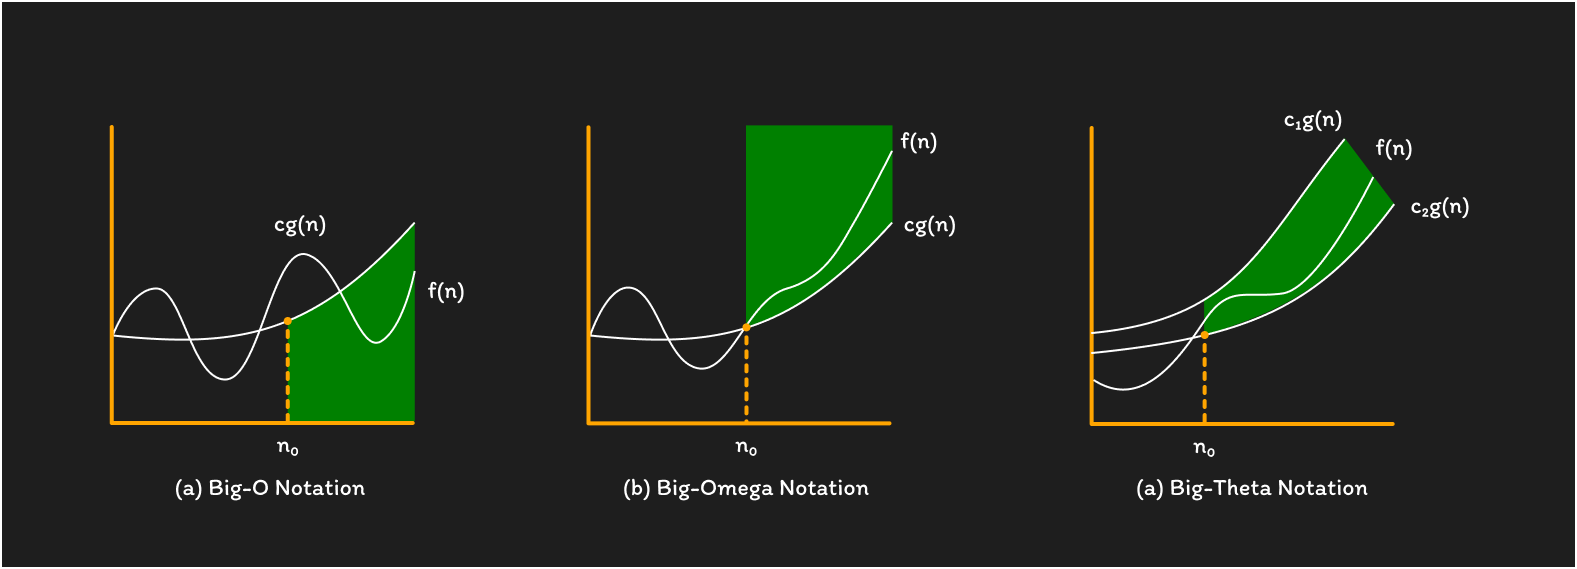 cg(n)
f(n)
n₀
(a) Big-O Notation
f(n)
cg(n)
n₀
(b) Big-Omega Notation
c₁g(n)
f(n)
c₂g(n)
n₀
(a) Big-Theta Notation